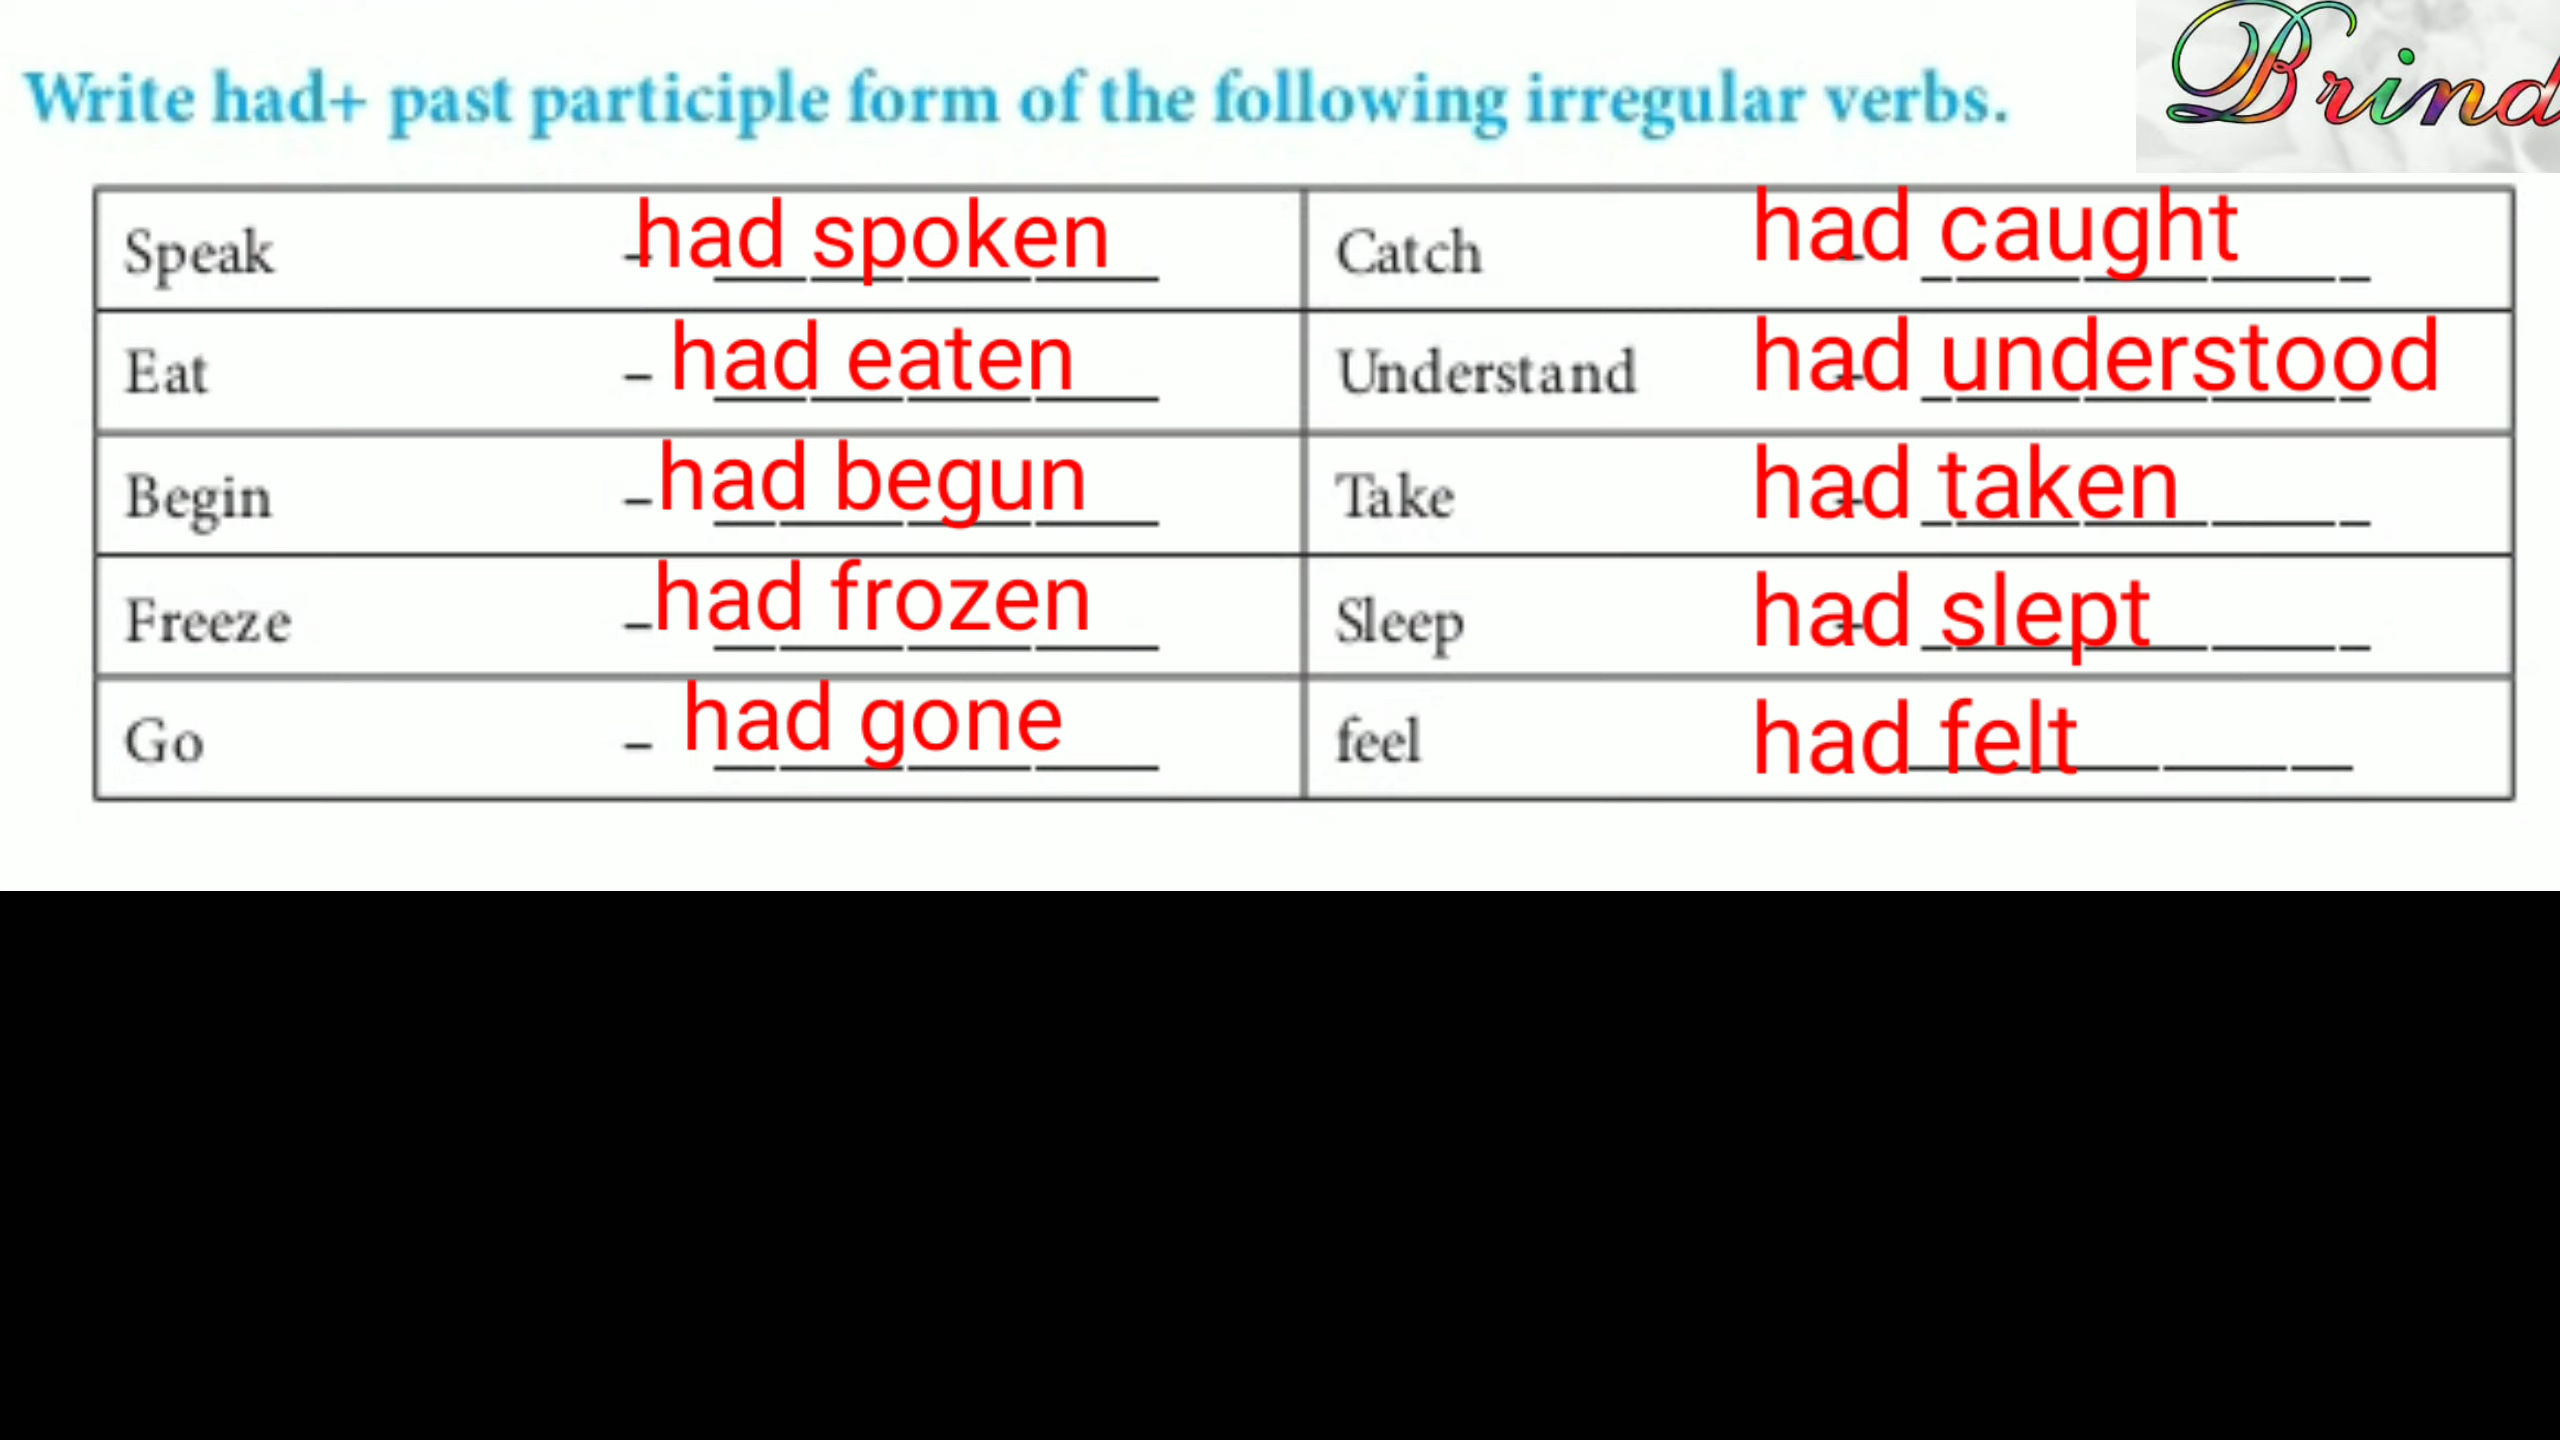 Write had+ past participle form of the following irregular verbs.
Brind
Speak – had spoken Catch – had caught
Eat – had eaten Understand – had understood
Begin – had begun Take – had taken
Freeze – had frozen Sleep – had slept
Go – had gone feel had felt